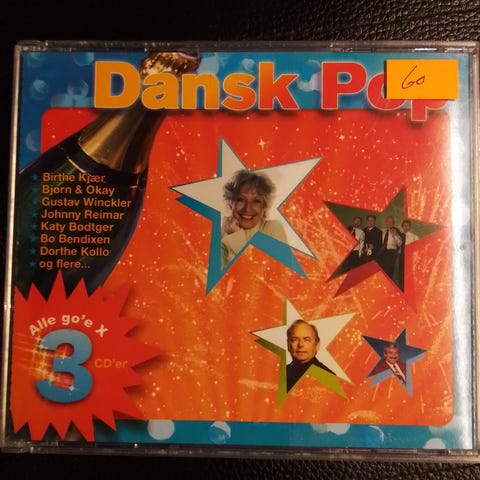 Dansk Pop
60
Birthe Kjær
Bjørn & Okay
Gustav Winckler
Johnny Reimar
Katy Bødtger
Bo Bendixen
Dorthe Kollo
og flere...
Alle go'e X
3
CD'er